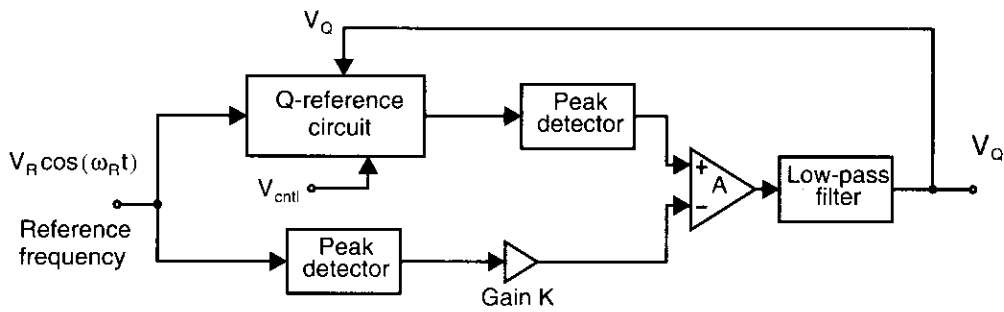 V_Q
Q-reference
circuit
Peak
detector
V_R cos(ω_R t)
V_cntl
Reference
frequency
Peak
detector
Gain K
+
A
−
Low-pass
filter
V_Q